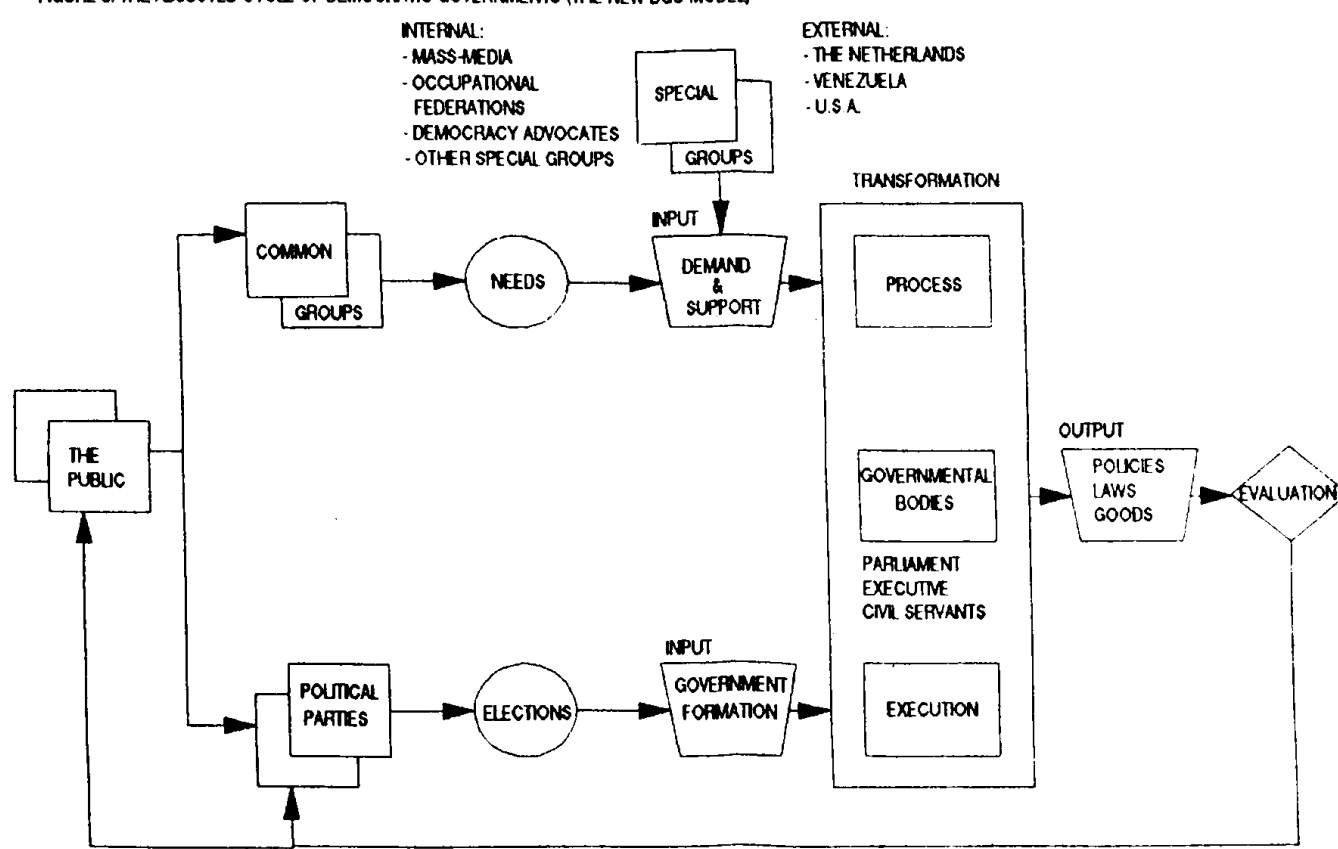 INTERNAL:
- MASS-MEDIA
- OCCUPATIONAL
FEDERATIONS
- DEMOCRACY ADVOCATES
- OTHER SPECIAL GROUPS
SPECIAL
GROUPS
EXTERNAL:
- THE NETHERLANDS
- VENEZUELA
- U.S A.
TRANSFORMATION
COMMON
GROUPS
NEEDS
INPUT
DEMAND
&
SUPPORT
PROCESS
THE
PUBLIC
GOVERNMENTAL
BODIES
PARLIAMENT
EXECUTIVE
CIVIL SERVANTS
OUTPUT
POLICIES
LAWS
GOODS
EVALUATION
POLITICAL
PARTIES
ELECTIONS
INPUT
GOVERNMENT
FORMATION
EXECUTION